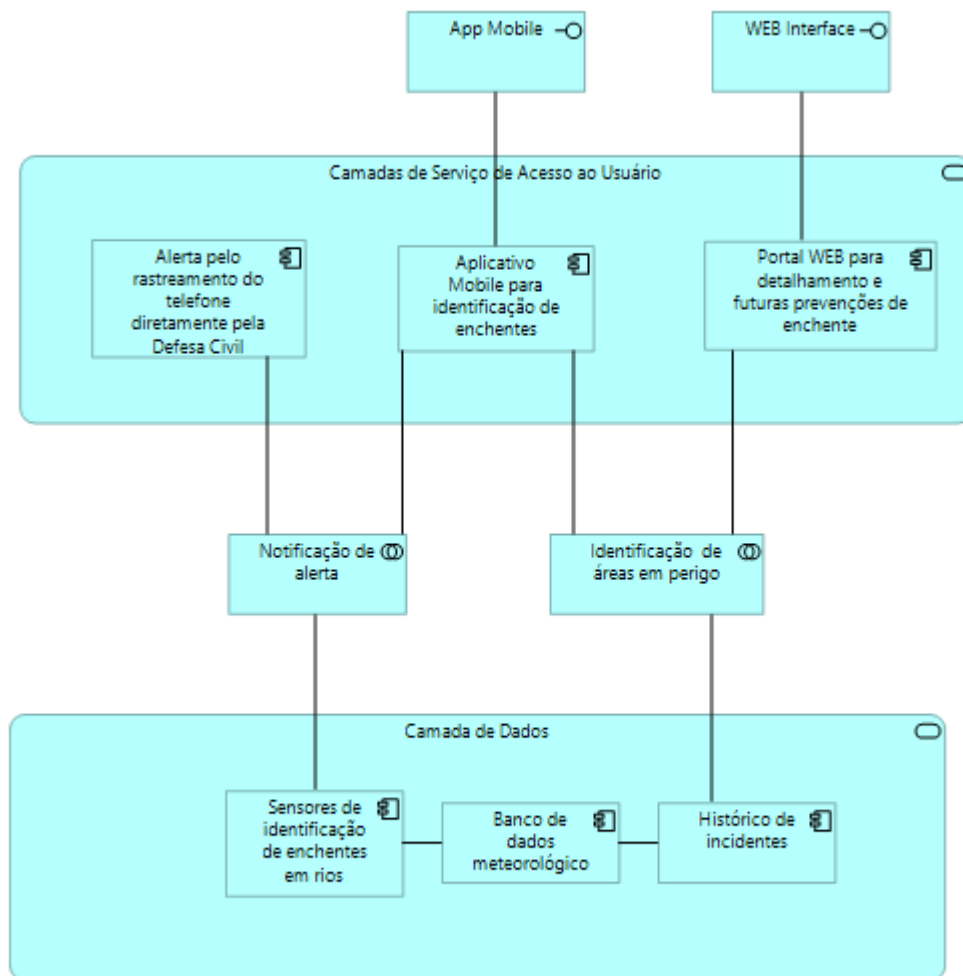 App Mobile
WEB Interface
Camadas de Serviço de Acesso ao Usuário
Alerta pelo
rastreamento do
telefone
diretamente pela
Defesa Civil
Aplicativo
Mobile para
identificação de
enchentes
Portal WEB para
detalhamento e
futuras prevenções de
enchente
Notificação de
alerta
Identificação de
áreas em perigo
Camada de Dados
Sensores de
identificação
de enchentes
em rios
Banco de
dados
meteorológico
Histórico de
incidentes